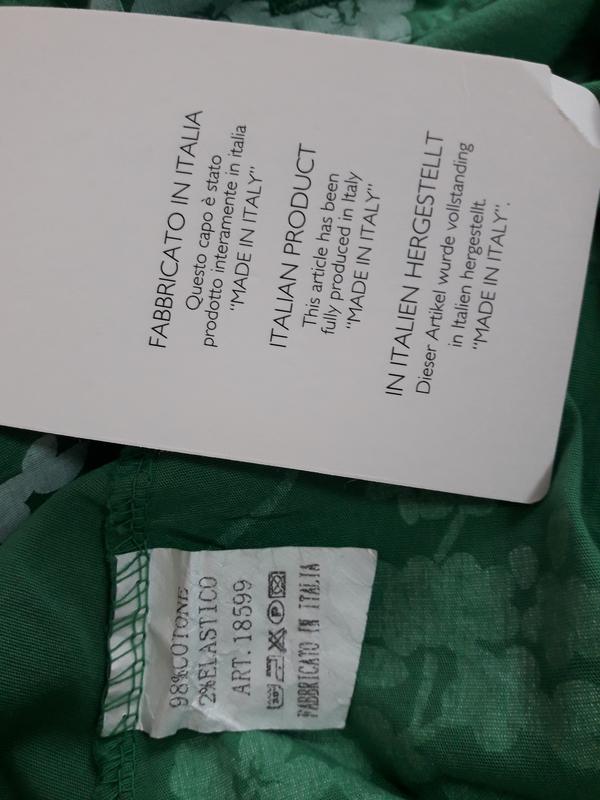 FABBRICATO IN ITALIA
Questo capo è stato
prodotto interamente in italia
"MADE IN ITALY"
ITALIAN PRODUCT
This article has been
fully produced in Italy
"MADE IN ITALY"
IN ITALIEN HERGESTELLT
Dieser Artikel wurde vollstanding
in Italien hergestellt.
"MADE IN ITALY".
98%COTONE
2%ELASTICO
ART.18599
30° P
FABBRICATO IN ITALIA